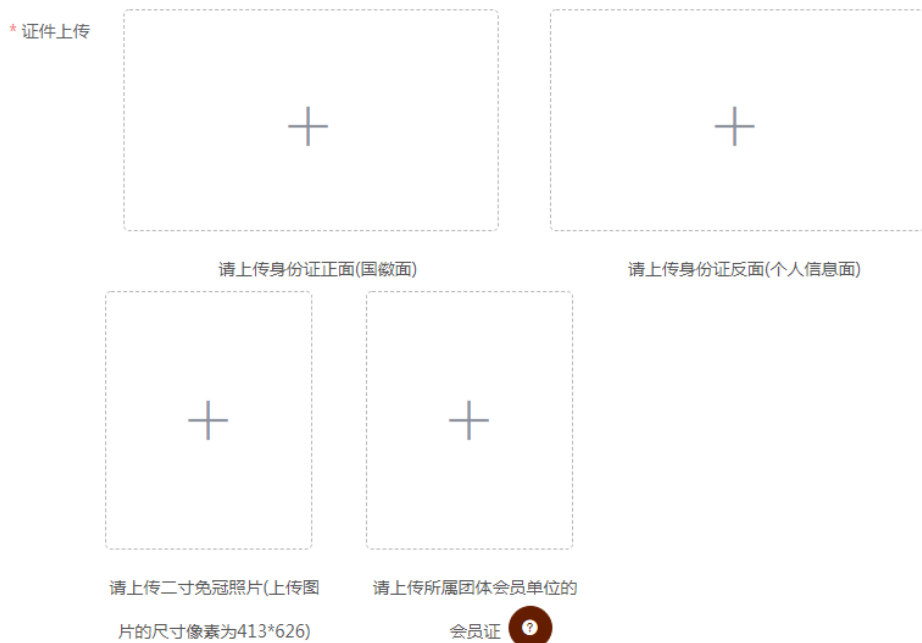 * 证件上传
请上传身份证正面(国徽面)
请上传身份证反面(个人信息面)
请上传二寸免冠照片(上传图
片的尺寸像素为413*626)
请上传所属团体会员单位的
会员证 ?